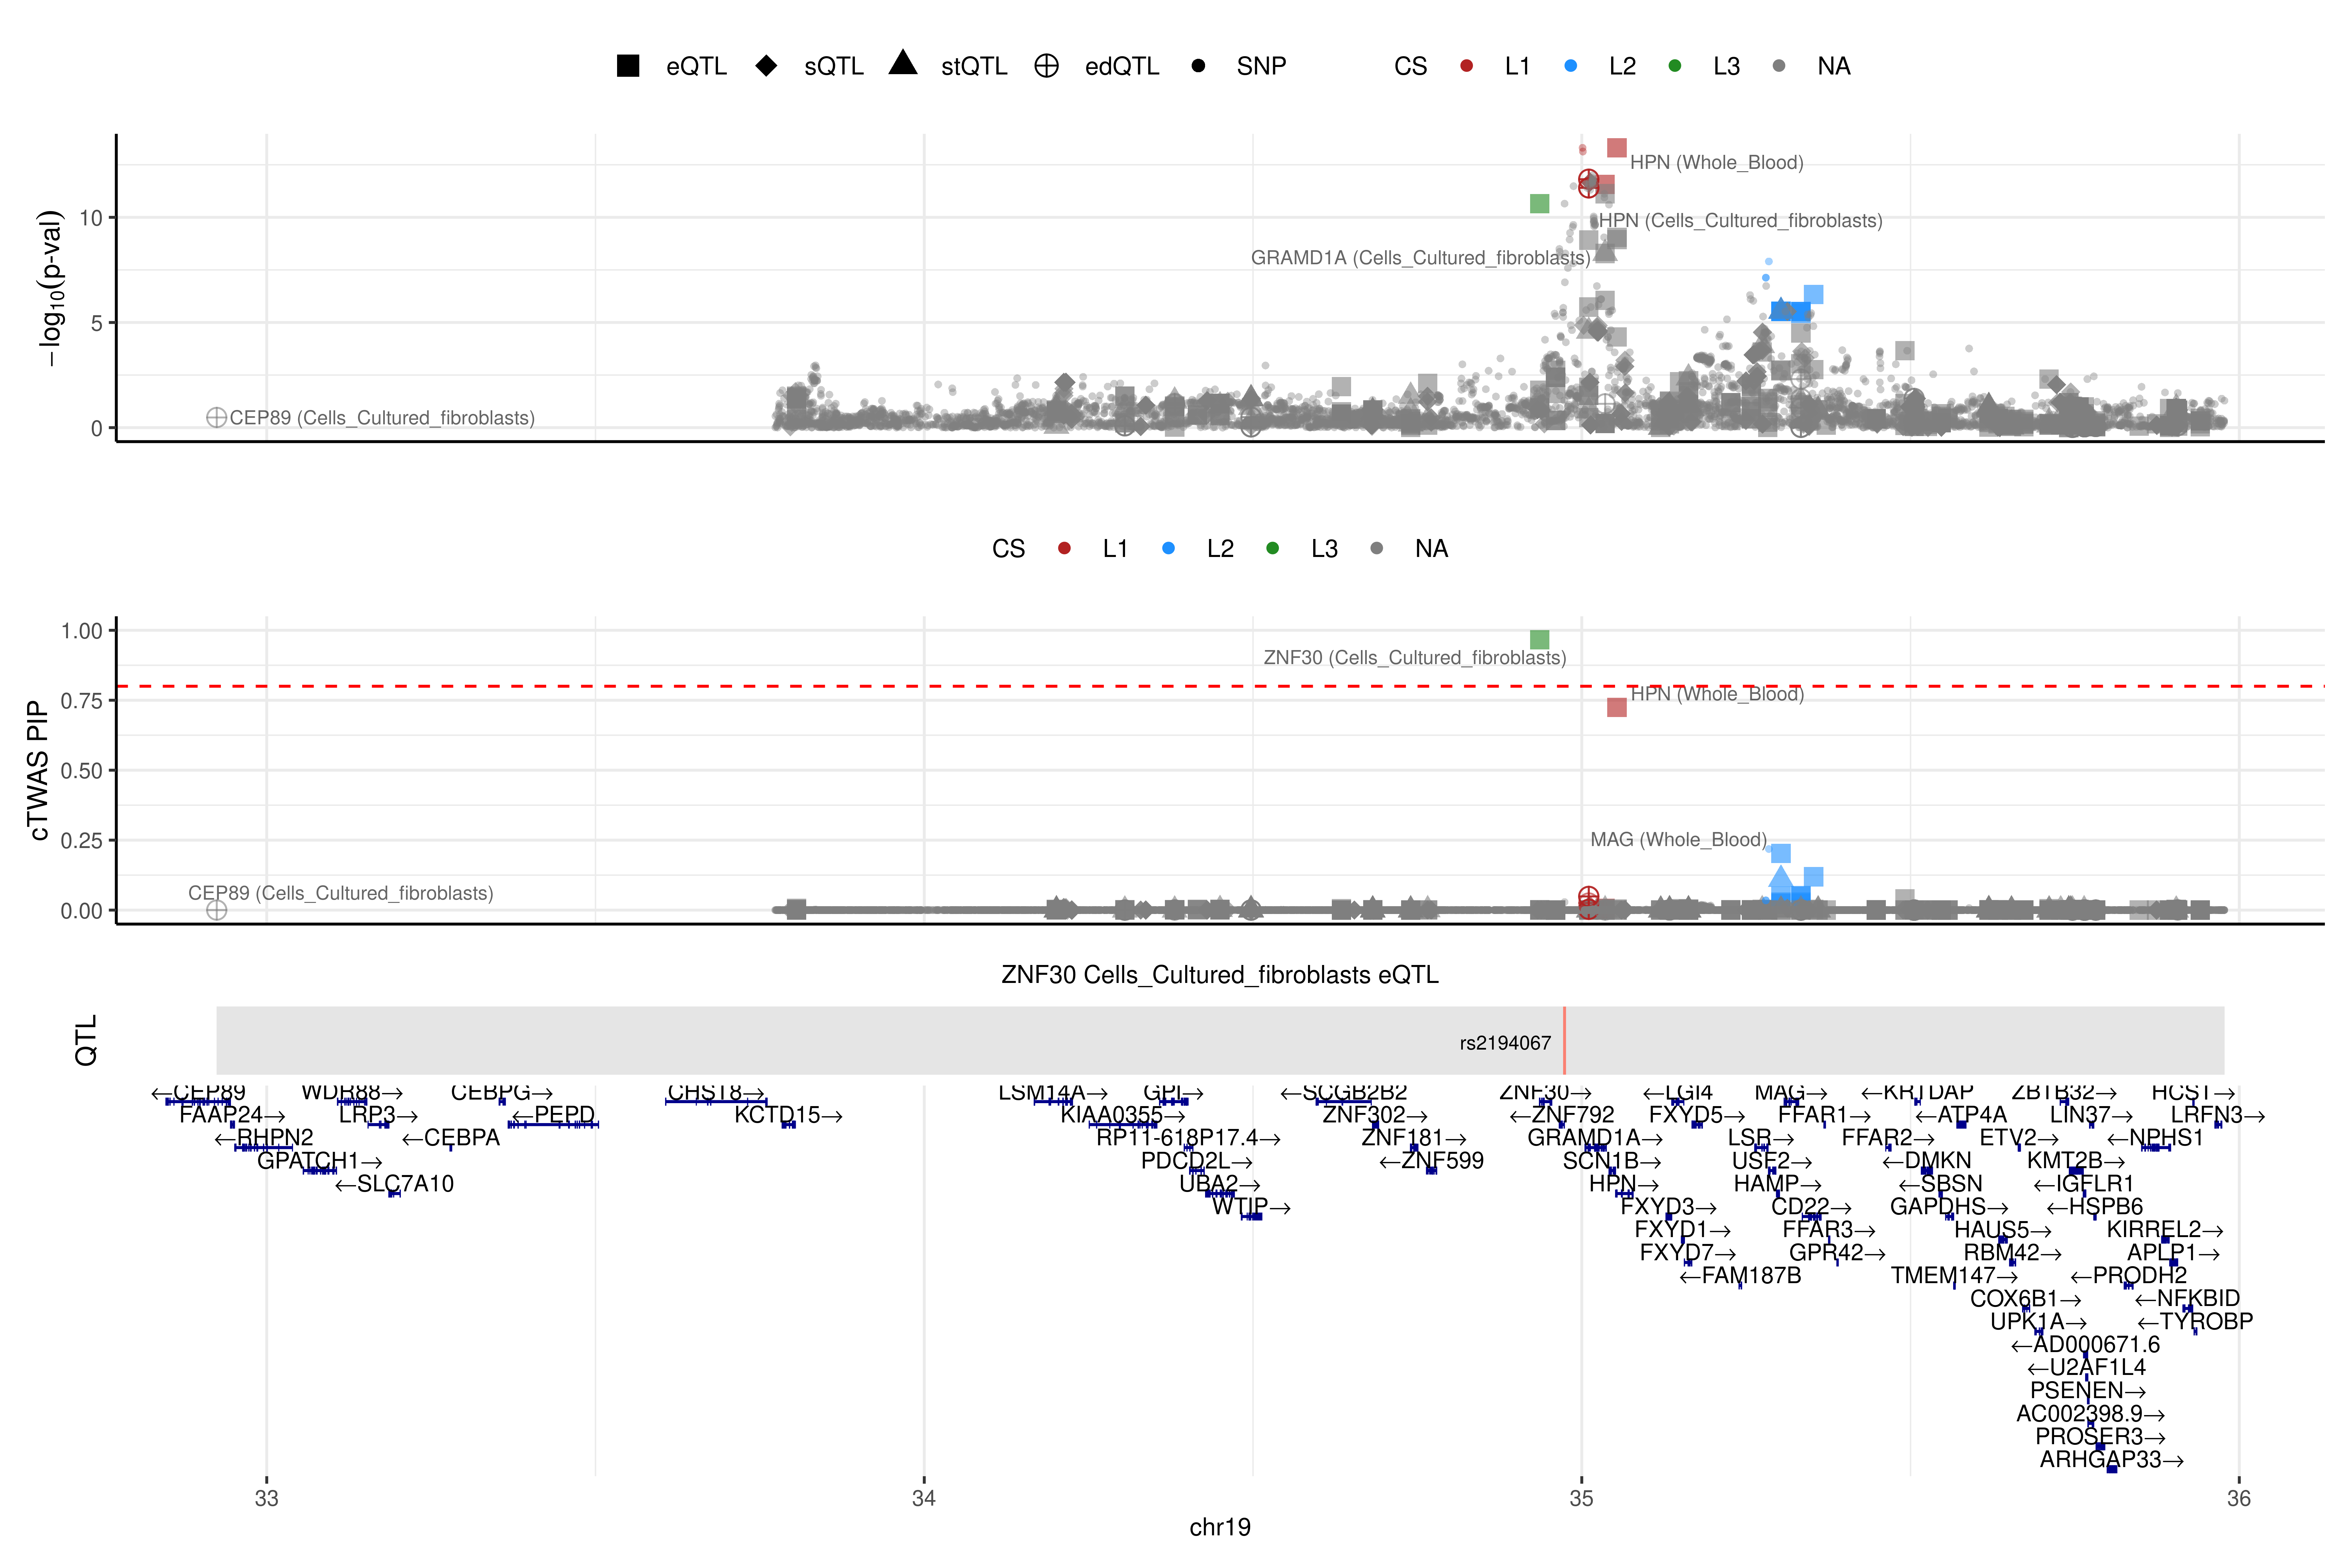 eQTL sQTL stQTL edQTL SNP CS L1 L2 L3 NA
−log10(p-val)
10
5
0
HPN (Whole_Blood)
HPN (Cells_Cultured_fibroblasts)
GRAMD1A (Cells_Cultured_fibroblasts)
CEP89 (Cells_Cultured_fibroblasts)
CS L1 L2 L3 NA
cTWAS PIP
1.00
0.75
0.50
0.25
0.00
ZNF30 (Cells_Cultured_fibroblasts)
HPN (Whole_Blood)
MAG (Whole_Blood)
CEP89 (Cells_Cultured_fibroblasts)
ZNF30 Cells_Cultured_fibroblasts eQTL
QTL
rs2194067
←CEP89 WDR88→ CEBPG→ CHST8→ LSM14A→ GPI→ ←SCGB2B2 ZNF30→ ←LGI4 MAG→ ←KRTDAP ZBTB32→ HCST→
FAAP24→ LRP3→ ←PEPD KCTD15→ KIAA0355→ ZNF302→ ←ZNF792 FXYD5→ FFAR1→ ←ATP4A LIN37→ LRFN3→
←RHPN2 ←CEBPA RP11-618P17.4→ ZNF181→ GRAMD1A→ LSR→ FFAR2→ ETV2→ ←NPHS1
GPATCH1→ PDCD2L→ ←ZNF599 SCN1B→ USF2→ ←DMKN KMT2B→
←SLC7A10 UBA2→ HPN→ HAMP→ ←SBSN ←IGFLR1
WTIP→ FXYD3→ CD22→ GAPDHS→ ←HSPB6
FXYD1→ FFAR3→ HAUS5→ KIRREL2→
FXYD7→ GPR42→ RBM42→ APLP1→
←FAM187B TMEM147→ ←PRODH2
COX6B1→ ←NFKBID
UPK1A→ ←TYROBP
←AD000671.6
←U2AF1L4
PSENEN→
AC002398.9→
PROSER3→
ARHGAP33→
33 34 35 36
chr19